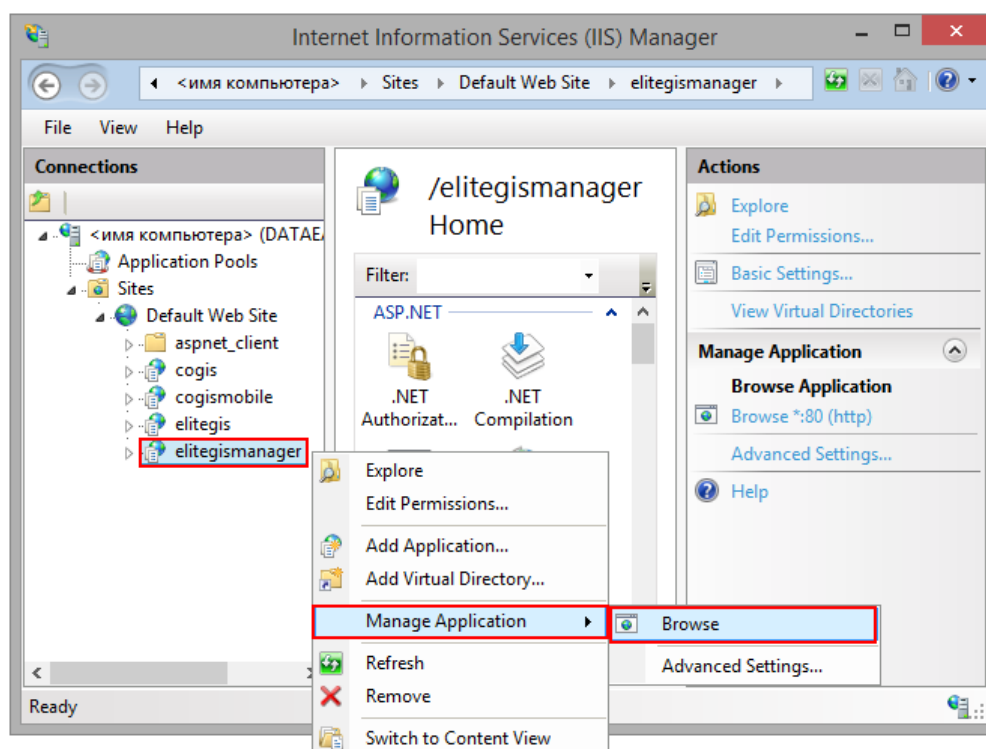 Internet Information Services (IIS) Manager
<имя компьютера> Sites Default Web Site elitegismanager
File View Help
Connections
<имя компьютера> (DATAEA
Application Pools
Sites
Default Web Site
aspnet_client
cogis
cogismobile
elitegis
elitegismanager
/elitegismanager
Home
Filter:
ASP.NET
.NET
Authorizat...
.NET
Compilation
Explore
Edit Permissions...
Add Application...
Add Virtual Directory...
Manage Application
Refresh
Remove
Switch to Content View
Browse
Advanced Settings...
Actions
Explore
Edit Permissions...
Basic Settings...
View Virtual Directories
Manage Application
Browse Application
Browse *:80 (http)
Advanced Settings...
Help
Ready